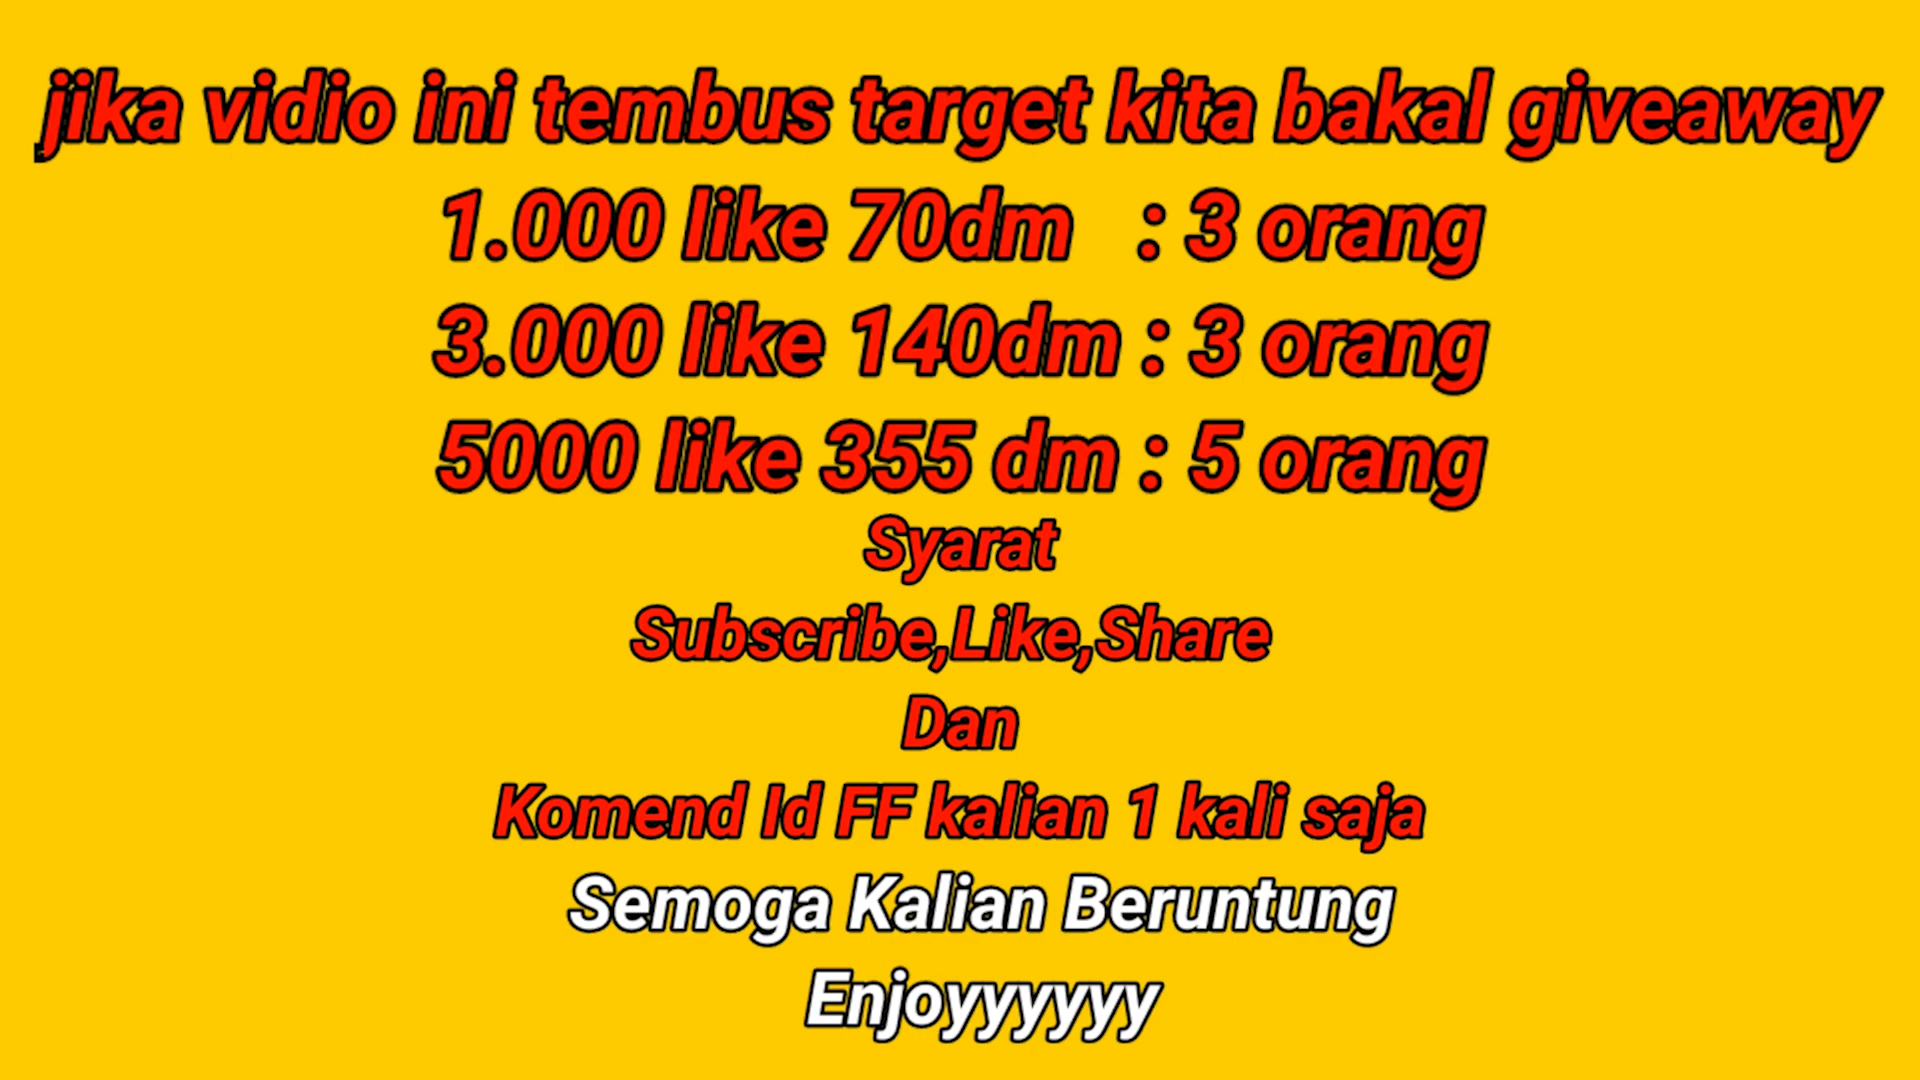 jika vidio ini tembus target kita bakal giveaway
1.000 like 70dm : 3 orang
3.000 like 140dm : 3 orang
5000 like 355 dm : 5 orang
Syarat
Subscribe,Like,Share
Dan
Komend Id FF kalian 1 kali saja
Semoga Kalian Beruntung
Enjoyyyyyy